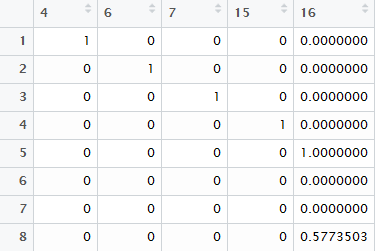 4 6 7 15 16
1 1 0 0 0 0.0000000
2 0 1 0 0 0.0000000
3 0 0 1 0 0.0000000
4 0 0 0 1 0.0000000
5 0 0 0 0 1.0000000
6 0 0 0 0 0.0000000
7 0 0 0 0 0.0000000
8 0 0 0 0 0.5773503